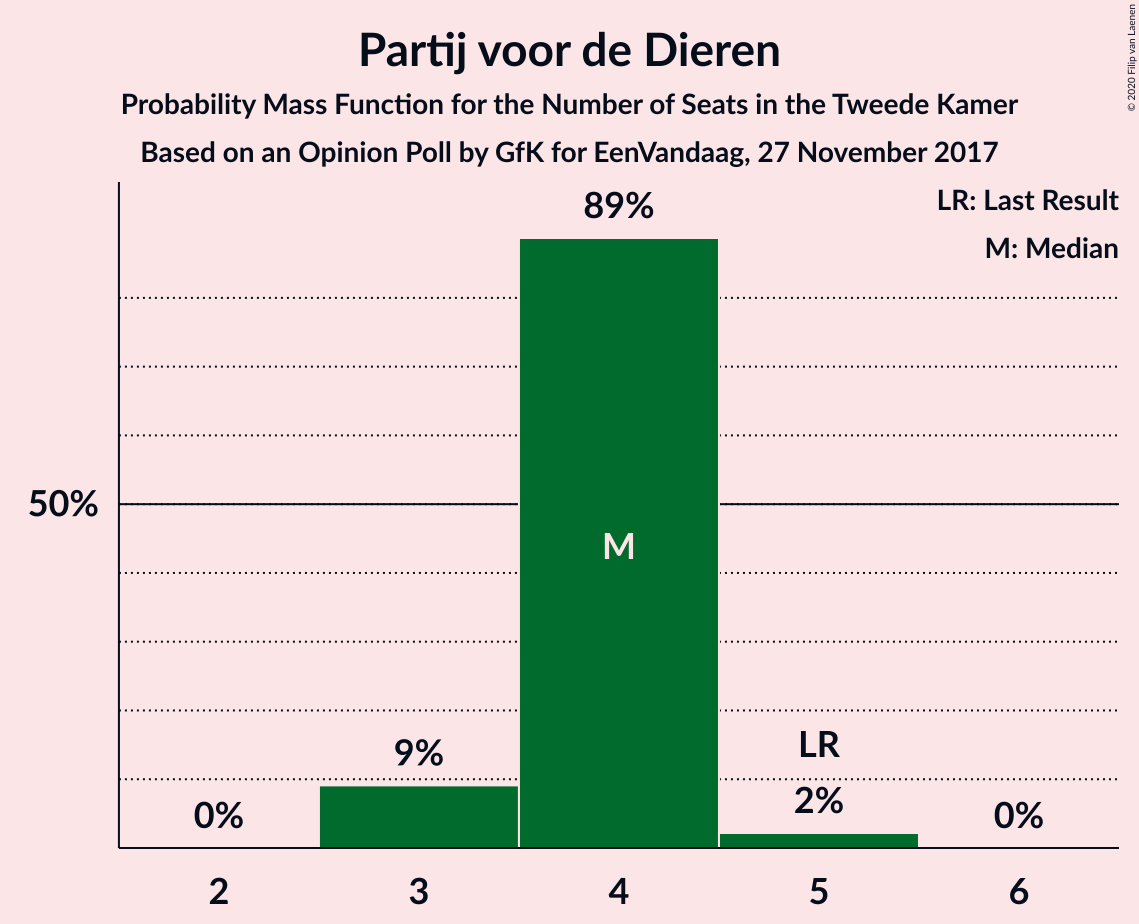 Partij voor de Dieren
Probability Mass Function for the Number of Seats in the Tweede Kamer
Based on an Opinion Poll by GfK for EenVandaag, 27 November 2017
© 2020 Filip van Laenen
LR: Last Result
M: Median
89%
50%
M
LR
9%
2%
0%
0%
2 3 4 5 6